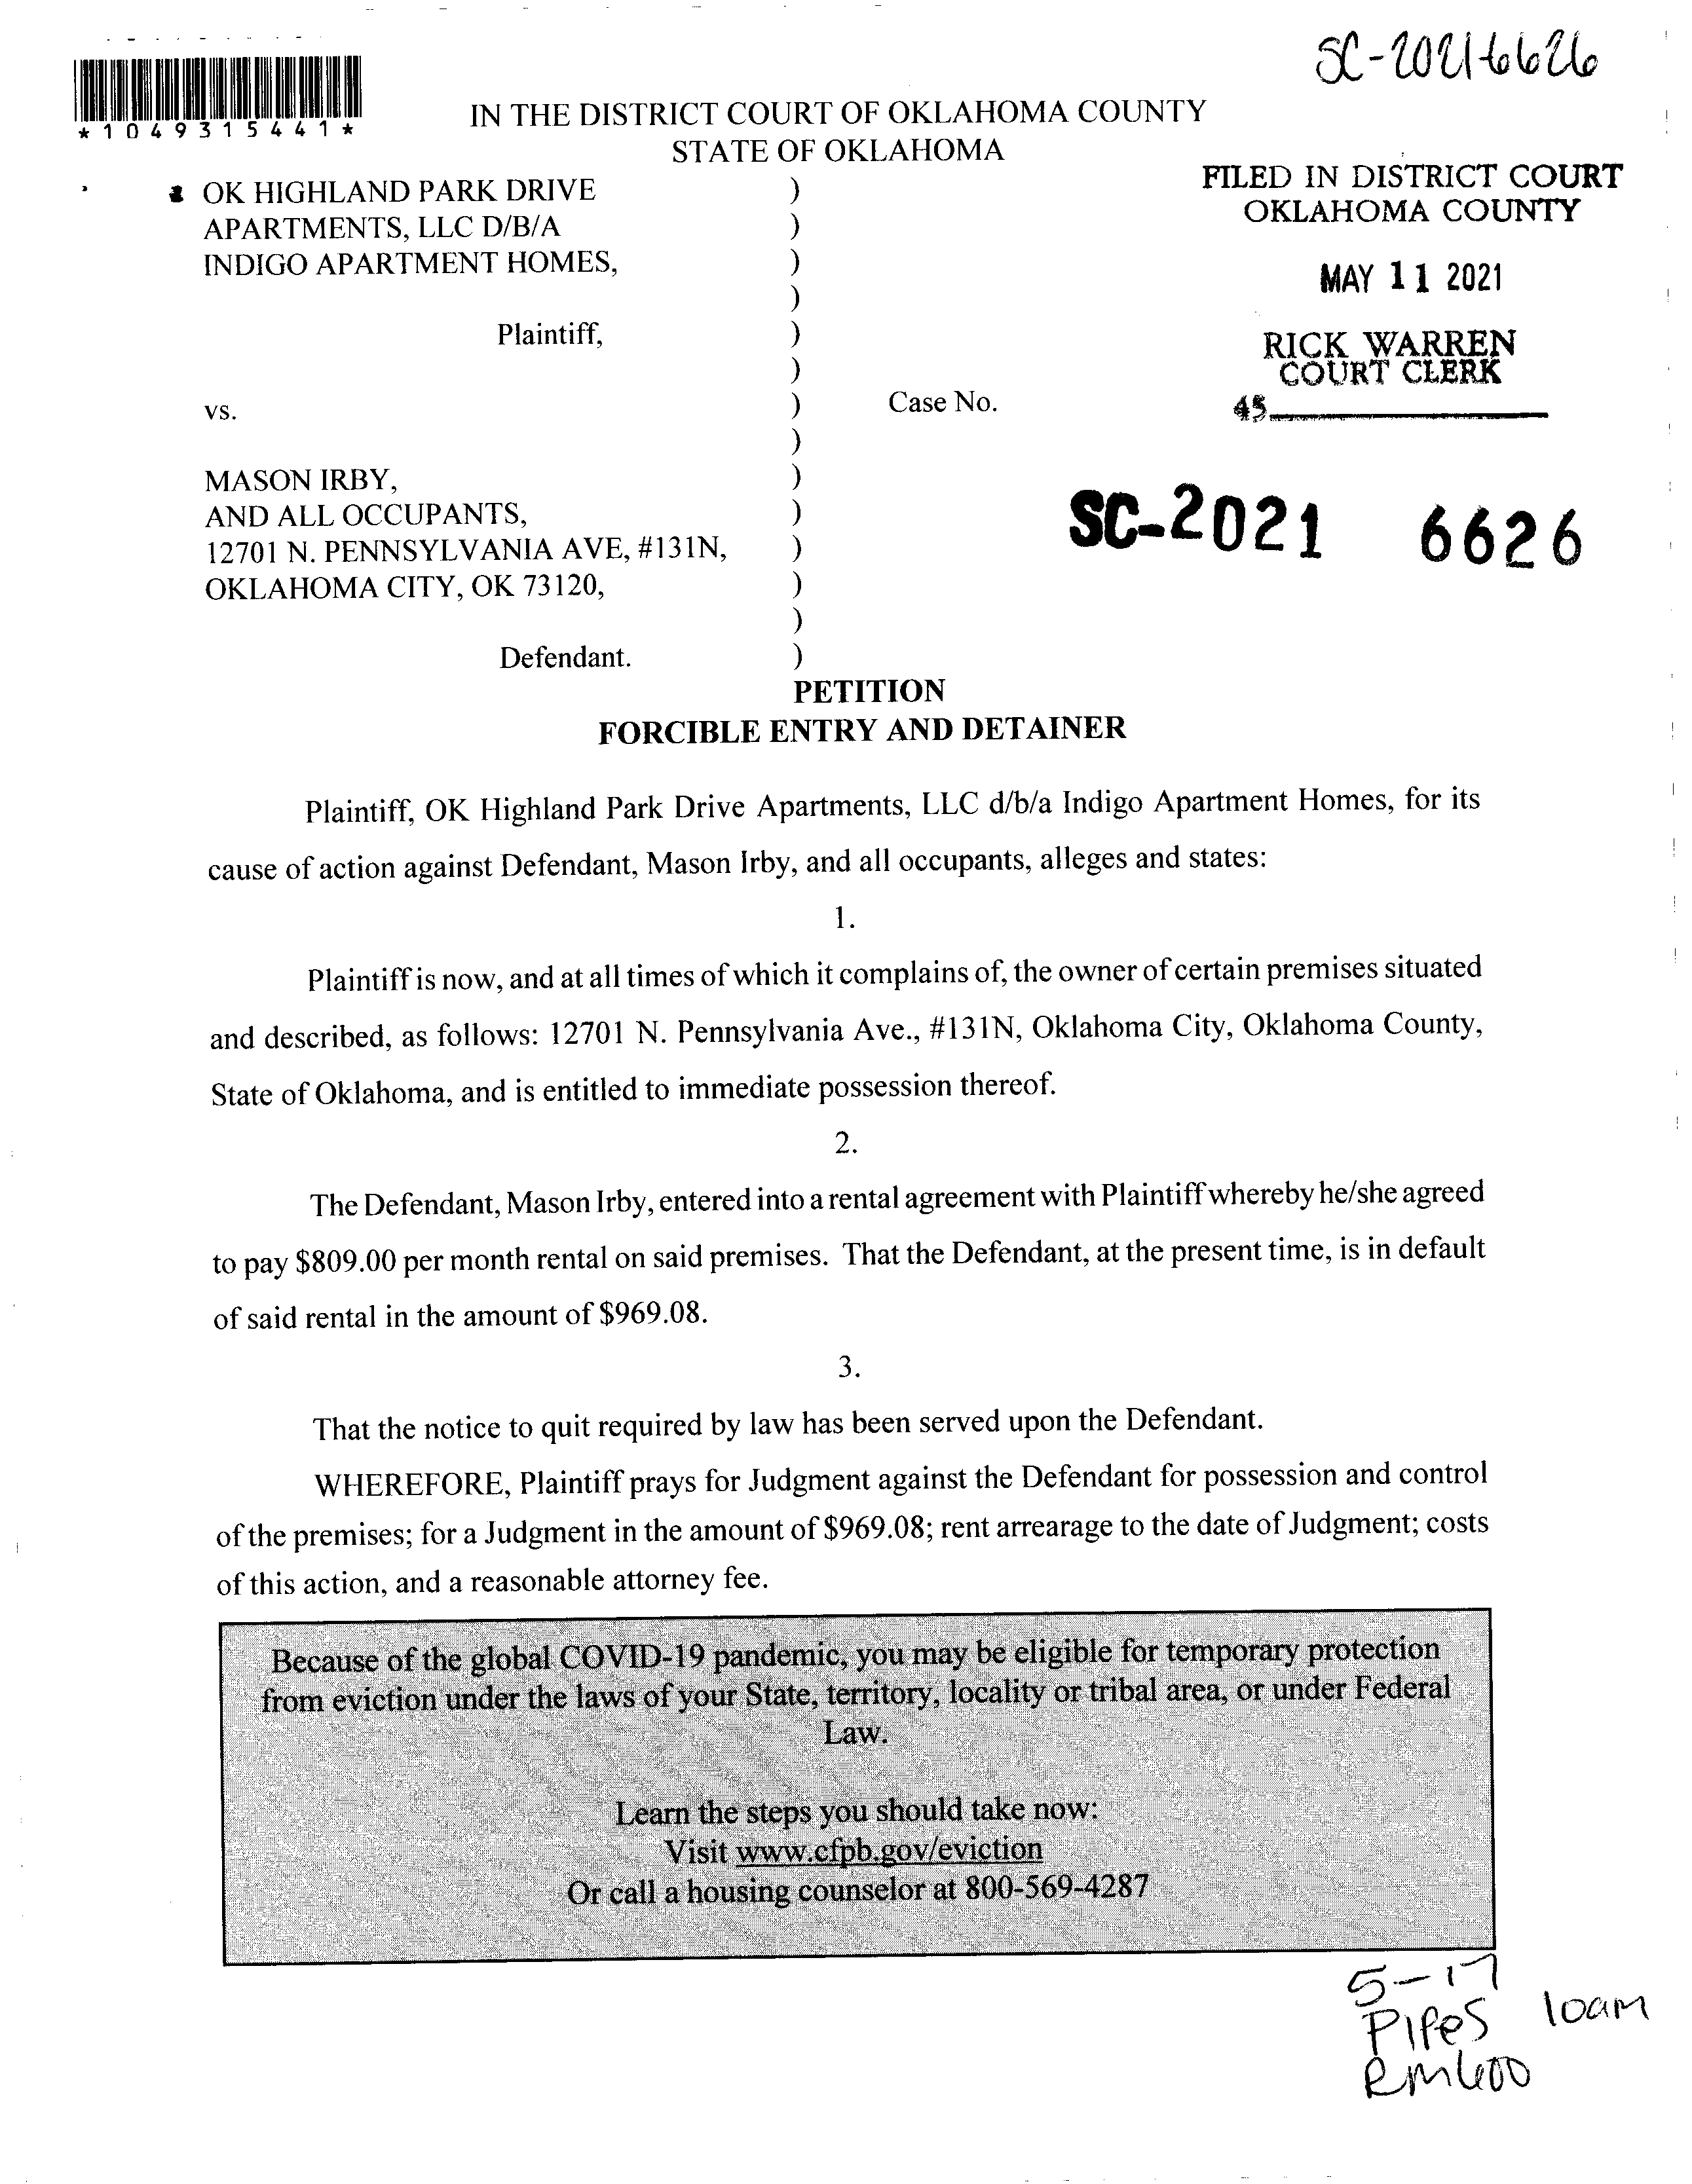 SC-2021-6626
*1049315441*
IN THE DISTRICT COURT OF OKLAHOMA COUNTY
STATE OF OKLAHOMA
OK HIGHLAND PARK DRIVE )
APARTMENTS, LLC D/B/A )
INDIGO APARTMENT HOMES, )
)
Plaintiff, )
)
vs. ) Case No.
)
MASON IRBY, )
AND ALL OCCUPANTS, )
12701 N. PENNSYLVANIA AVE, #131N, )
OKLAHOMA CITY, OK 73120, )
)
Defendant. )
FILED IN DISTRICT COURT
OKLAHOMA COUNTY
MAY 11 2021
RICK WARREN
COURT CLERK
45
SC-2021 6626
PETITION
FORCIBLE ENTRY AND DETAINER
Plaintiff, OK Highland Park Drive Apartments, LLC d/b/a Indigo Apartment Homes, for its
cause of action against Defendant, Mason Irby, and all occupants, alleges and states:
1.
Plaintiff is now, and at all times of which it complains of, the owner of certain premises situated
and described, as follows: 12701 N. Pennsylvania Ave., #131N, Oklahoma City, Oklahoma County,
State of Oklahoma, and is entitled to immediate possession thereof.
2.
The Defendant, Mason Irby, entered into a rental agreement with Plaintiff whereby he/she agreed
to pay $809.00 per month rental on said premises. That the Defendant, at the present time, is in default
of said rental in the amount of $969.08.
3.
That the notice to quit required by law has been served upon the Defendant.
WHEREFORE, Plaintiff prays for Judgment against the Defendant for possession and control
of the premises; for a Judgment in the amount of $969.08; rent arrearage to the date of Judgment; costs
of this action, and a reasonable attorney fee.
Because of the global COVID-19 pandemic, you may be eligible for temporary protection
from eviction under the laws of your State, territory, locality or tribal area, or under Federal
Law.
Learn the steps you should take now:
Visit www.cfpb.gov/eviction
Or call a housing counselor at 800-569-4287
5-17
Pipes 10am
Rm600